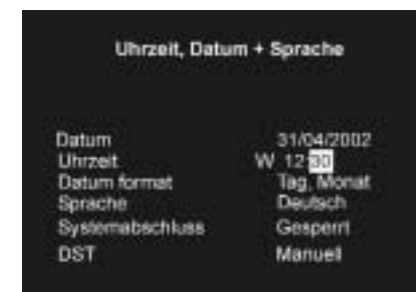 Uhrzeit, Datum + Sprache
Datum 31/04/2002
Uhrzeit W 12:30
Datum format Tag, Monat
Sprache Deutsch
Systemabschluss Gesperrt
DST Manuell